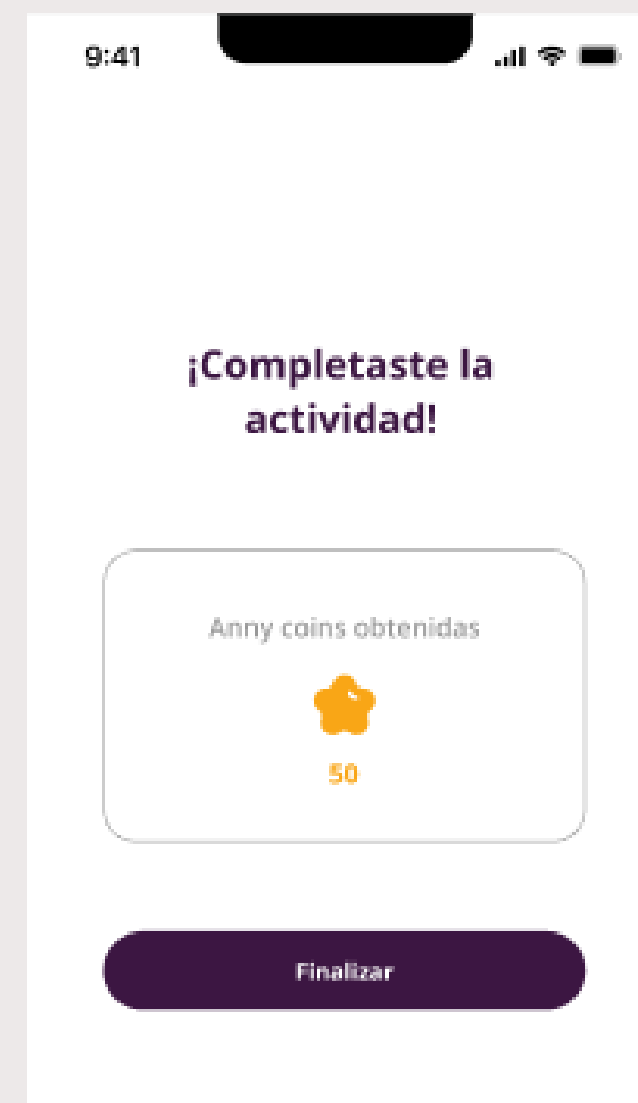 9:41
¡Completaste la
actividad!
Anny coins obtenidas
50
Finalizar